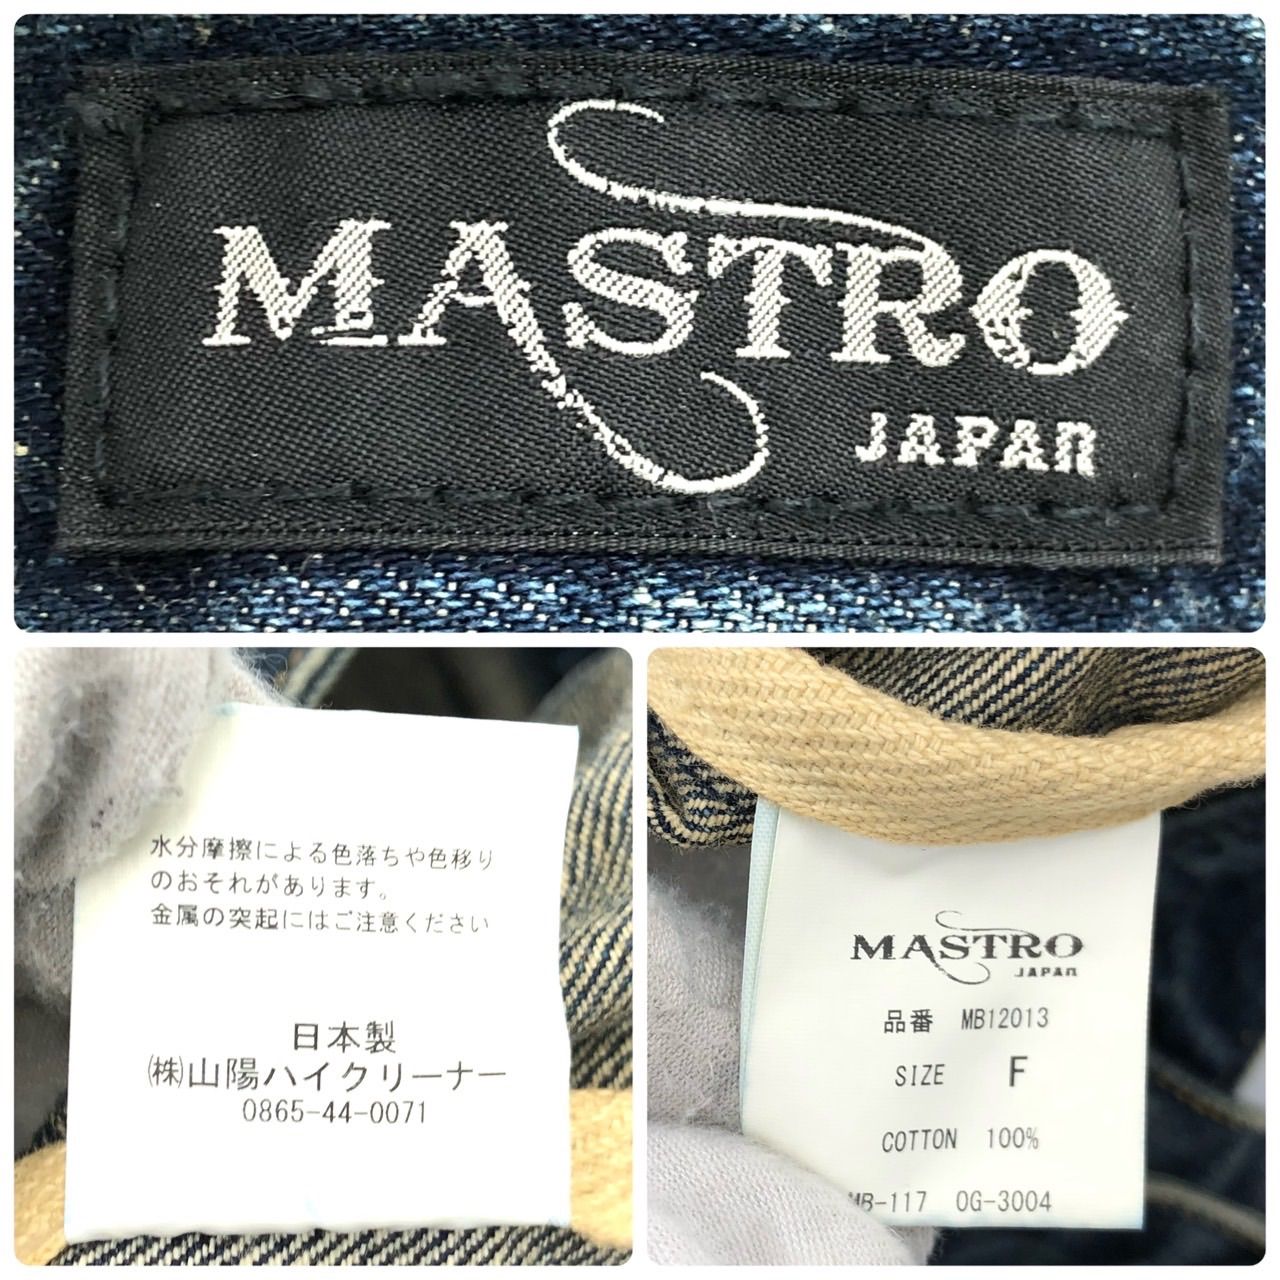 MASTRO
JAPAN
水分摩擦による色落ちや色移り
のおそれがあります。
金属の突起にはご注意ください
日本製
㈱山陽ハイクリーナー
0865-44-0071
MASTRO
JAPAN
品番 MB12013
SIZE F
COTTON 100%
MB-117 OG-3004